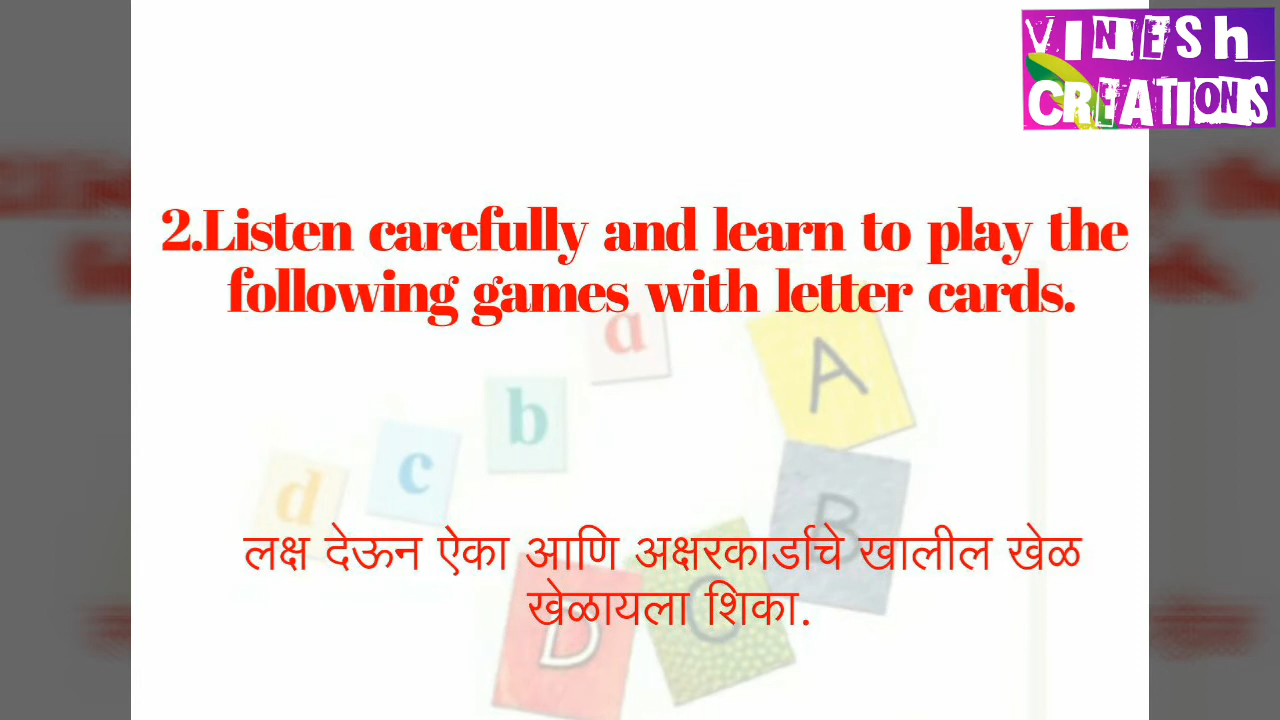 VINESh
CREATIONS
2.Listen carefully and learn to play the
following games with letter cards.
a
A
b
c
d
B
लक्ष देऊन ऐका आणि अक्षरकार्डाचे खालील खेळ
खेळायला शिका.
C
D